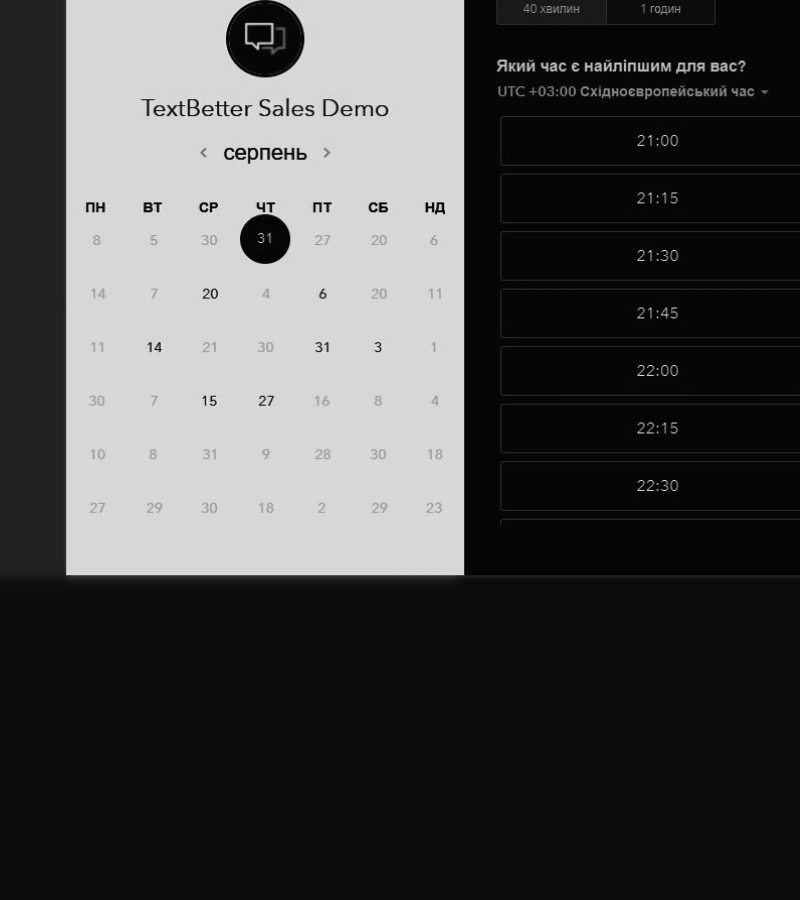 TextBetter Sales Demo
серпень
ПН ВТ СР ЧТ ПТ СБ НД
8 5 30 31 27 20 6
14 7 20 4 6 20 11
11 14 21 30 31 3 1
30 7 15 27 16 8 4
10 8 31 9 28 30 18
27 29 30 18 2 29 23
40 хвилин 1 годин
Який час є найліпшим для вас?
UTC +03:00 Східноєвропейський час
21:00
21:15
21:30
21:45
22:00
22:15
22:30